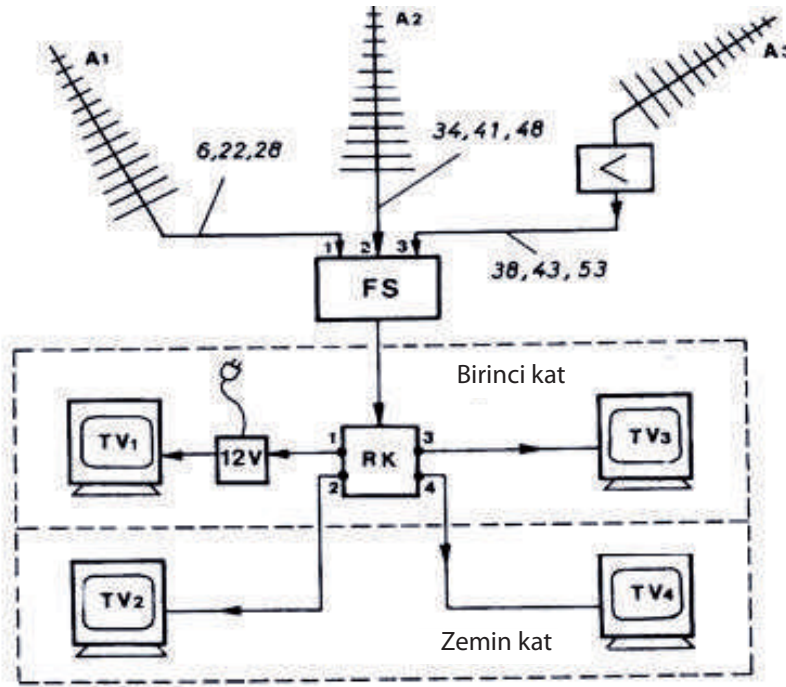 A1
A2
A3
6,22,28
34,41,48
38,43,53
<
1 2 3
FS
Birinci kat
TV1
12V
1
2
RK
3
4
TV3
TV2
TV4
Zemin kat